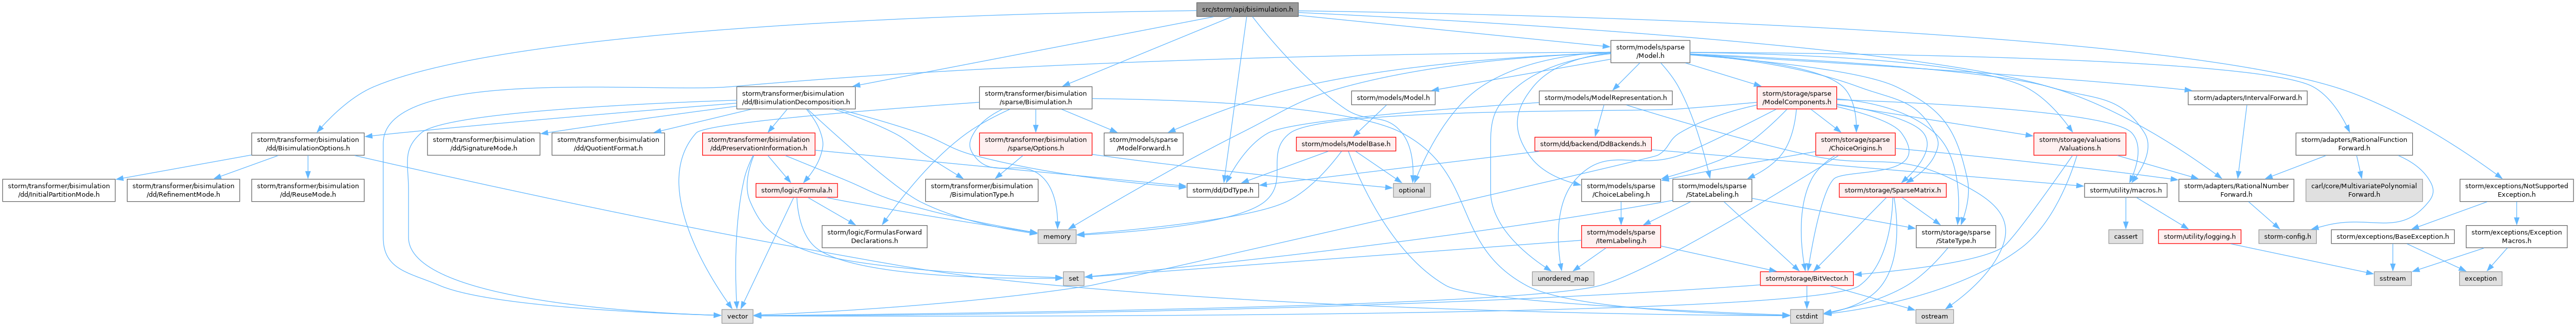 src/storm/api/bisimulation.h
storm/models/sparse
/Model.h
storm/transformer/bisimulation
/dd/BisimulationDecomposition.h
storm/transformer/bisimulation
/sparse/Bisimulation.h
storm/models/Model.h
storm/models/ModelRepresentation.h
storm/storage/sparse
/ModelComponents.h
storm/adapters/IntervalForward.h
storm/transformer/bisimulation
/dd/BisimulationOptions.h
storm/transformer/bisimulation
/dd/SignatureMode.h
storm/transformer/bisimulation
/dd/QuotientFormat.h
storm/transformer/bisimulation
/dd/PreservationInformation.h
storm/transformer/bisimulation
/sparse/Options.h
storm/models/sparse
/ModelForward.h
storm/models/ModelBase.h
storm/dd/backend/DdBackends.h
storm/storage/sparse
/ChoiceOrigins.h
storm/storage/valuations
/Valuations.h
storm/adapters/RationalFunction
Forward.h
storm/transformer/bisimulation
/dd/InitialPartitionMode.h
storm/transformer/bisimulation
/dd/RefinementMode.h
storm/transformer/bisimulation
/dd/ReuseMode.h
storm/logic/Formula.h
storm/transformer/bisimulation
/BisimulationType.h
storm/dd/DdType.h
optional
storm/models/sparse
/ChoiceLabeling.h
storm/models/sparse
/StateLabeling.h
storm/storage/SparseMatrix.h
storm/utility/macros.h
storm/adapters/RationalNumber
Forward.h
carl/core/MultivariatePolynomial
Forward.h
storm/exceptions/NotSupported
Exception.h
storm/logic/FormulasForward
Declarations.h
memory
storm/models/sparse
/ItemLabeling.h
storm/storage/sparse
/StateType.h
cassert
storm/utility/logging.h
storm-config.h
storm/exceptions/BaseException.h
storm/exceptions/Exception
Macros.h
set
unordered_map
storm/storage/BitVector.h
sstream
exception
vector
cstdint
ostream